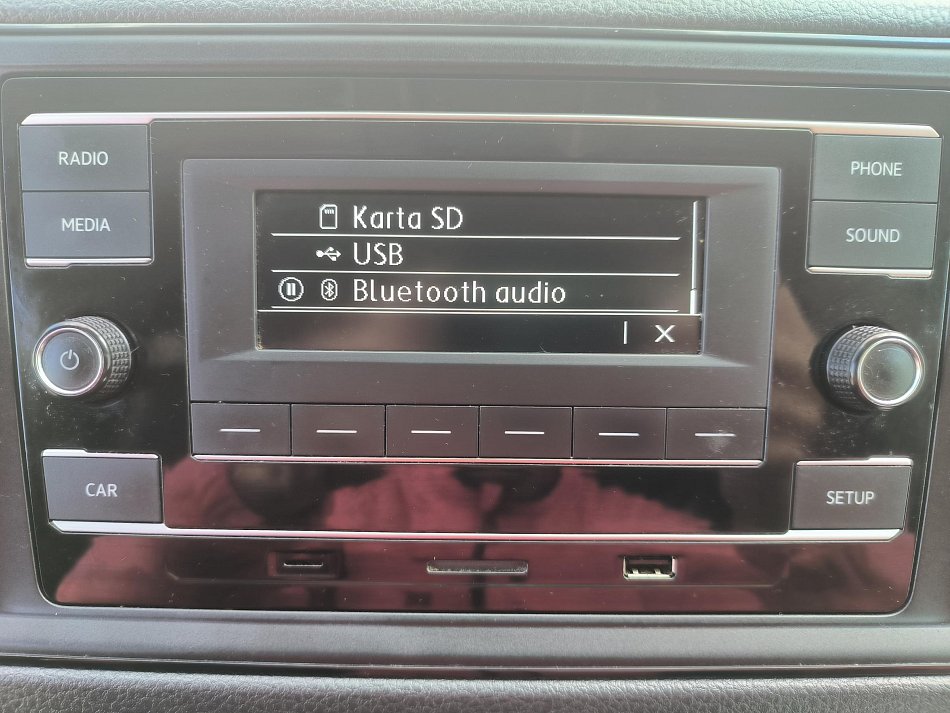 RADIO
PHONE
MEDIA
SOUND
Karta SD
USB
Bluetooth audio
X
CAR
SETUP